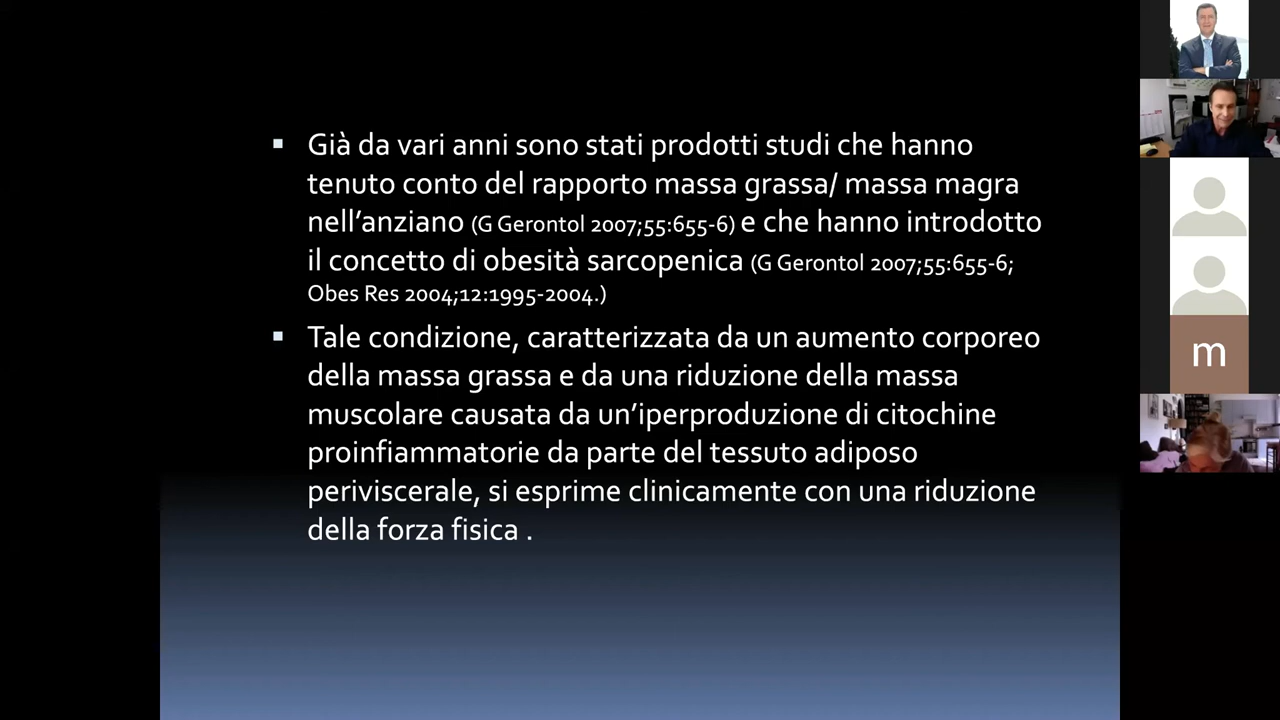 Già da vari anni sono stati prodotti studi che hanno
tenuto conto del rapporto massa grassa/ massa magra
nell’anziano (G Gerontol 2007;55:655-6) e che hanno introdotto
il concetto di obesità sarcopenica (G Gerontol 2007;55:655-6;
Obes Res 2004;12:1995-2004.)
Tale condizione, caratterizzata da un aumento corporeo
della massa grassa e da una riduzione della massa
muscolare causata da un’iperproduzione di citochine
proinfiammatorie da parte del tessuto adiposo
periviscerale, si esprime clinicamente con una riduzione
della forza fisica .
m